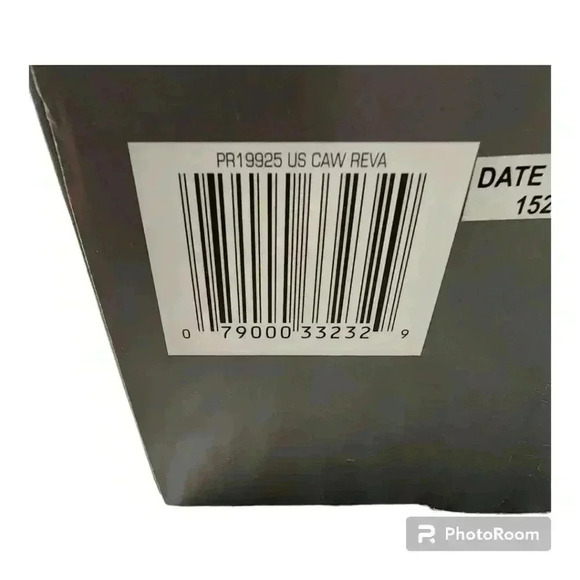 PR19925 US CAW REVA
DATE
152
0 79000 33232 9
PhotoRoom